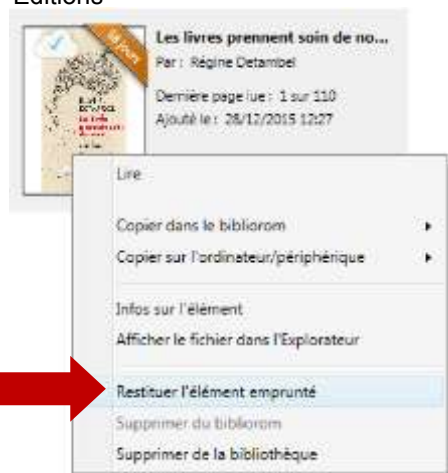 Editions
jours
Les livres prennent soin de no...
Par : Régine Detambel
Dernière page lue : 1 sur 110
Ajouté le : 28/12/2015 12:27
Lire
Copier dans le bibliorom
Copier sur l'ordinateur/périphérique
Infos sur l'élément
Afficher le fichier dans l'Explorateur
Restituer l'élément emprunté
Supprimer du bibliorom
Supprimer de la bibliothèque